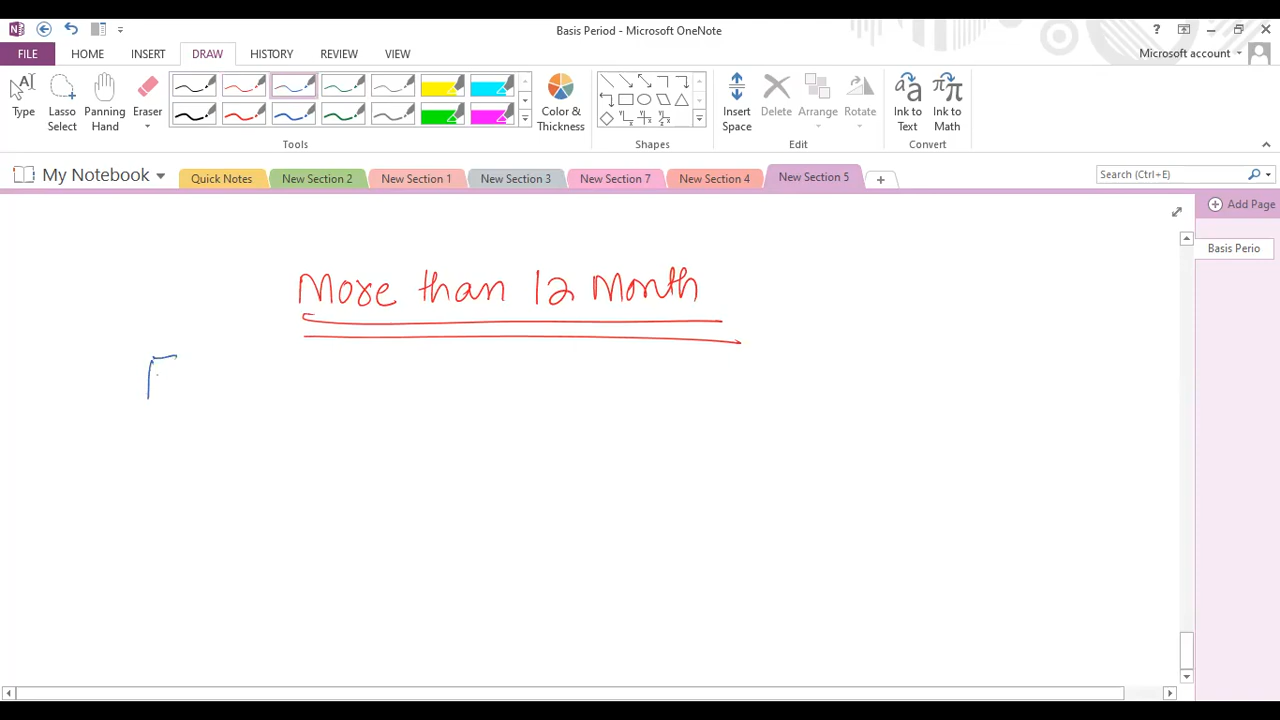 Basis Period - Microsoft OneNote
?
FILE HOME INSERT DRAW HISTORY REVIEW VIEW
Microsoft account
Type
Lasso Select
Panning Hand
Eraser
Color & Thickness
Insert Space
Delete
Arrange
Rotate
Ink to Text
Ink to Math
Tools
Shapes
Edit
Convert
My Notebook
Quick Notes New Section 2 New Section 1 New Section 3 New Section 7 New Section 4 New Section 5
Search (Ctrl+E)
Add Page
Basis Perio
More than 12 Month